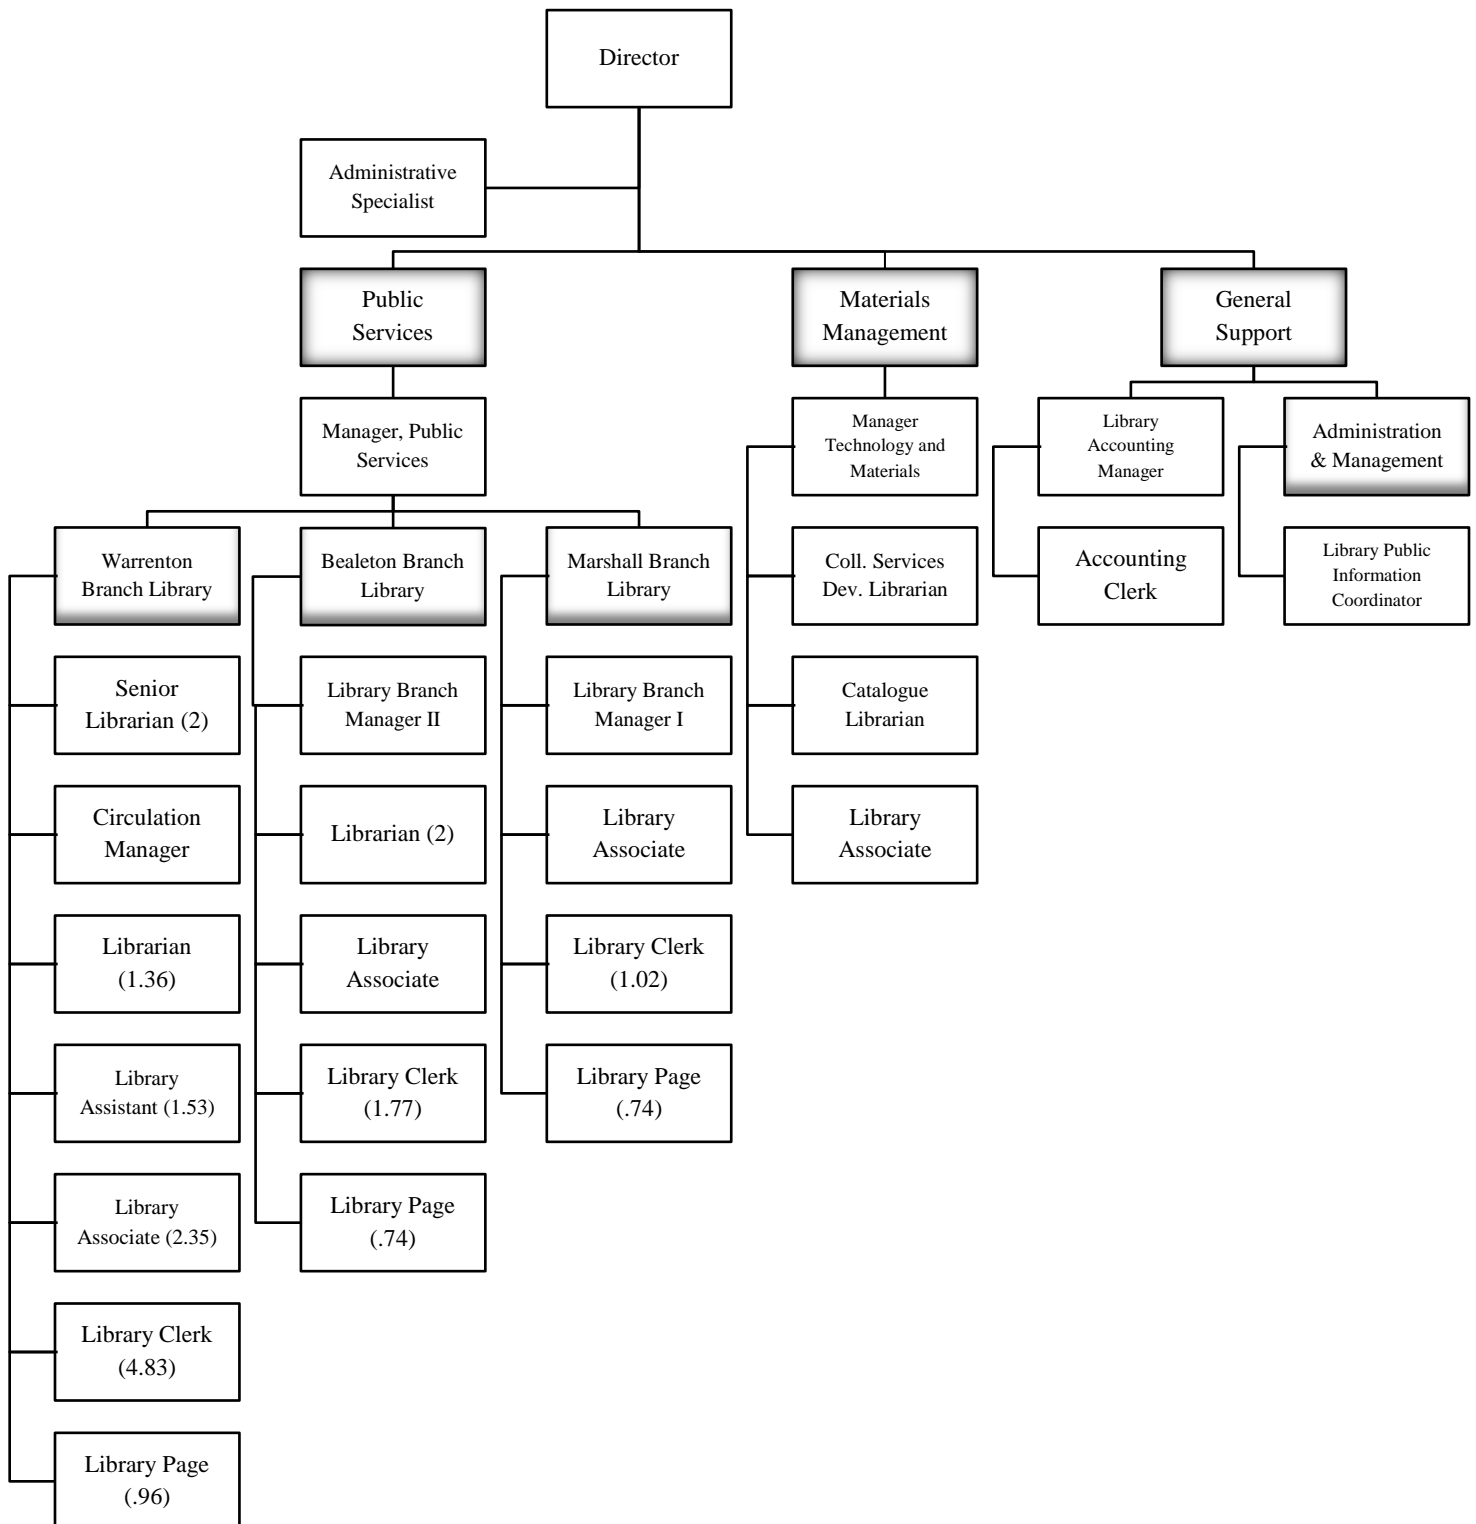 Director
Administrative
Specialist
Public
Services
Materials
Management
General
Support
Manager, Public
Services
Manager
Technology and
Materials
Library
Accounting
Manager
Administration
& Management
Warrenton
Branch Library
Bealeton Branch
Library
Marshall Branch
Library
Coll. Services
Dev. Librarian
Accounting
Clerk
Library Public
Information
Coordinator
Senior
Librarian (2)
Library Branch
Manager II
Library Branch
Manager I
Catalogue
Librarian
Circulation
Manager
Librarian (2)
Library
Associate
Library
Associate
Librarian
(1.36)
Library
Associate
Library Clerk
(1.02)
Library
Assistant (1.53)
Library Clerk
(1.77)
Library Page
(.74)
Library
Associate (2.35)
Library Page
(.74)
Library Clerk
(4.83)
Library Page
(.96)